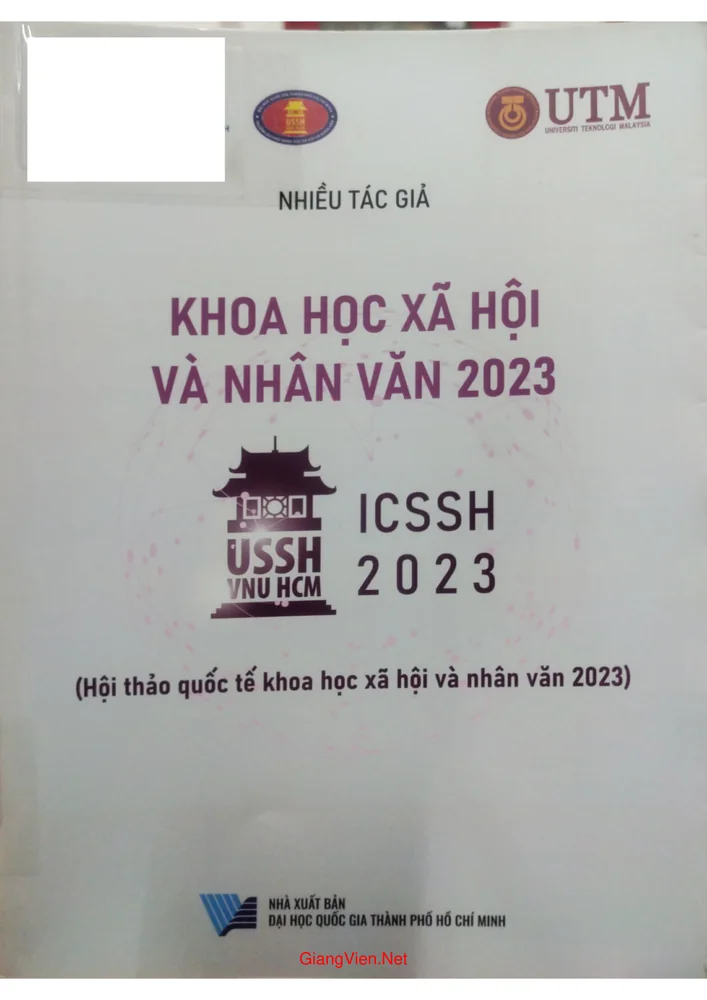 USSH
UTM
UNIVERSITI TEKNOLOGI MALAYSIA
H
NHIỀU TÁC GIẢ
KHOA HỌC XÃ HỘI
VÀ NHÂN VĂN 2023
USSH
VNU HCM
ICSSH
2023
(Hội thảo quốc tế khoa học xã hội và nhân văn 2023)
NHÀ XUẤT BẢN
ĐẠI HỌC QUỐC GIA THÀNH PHỐ HỒ CHÍ MINH
GiangVien.Net